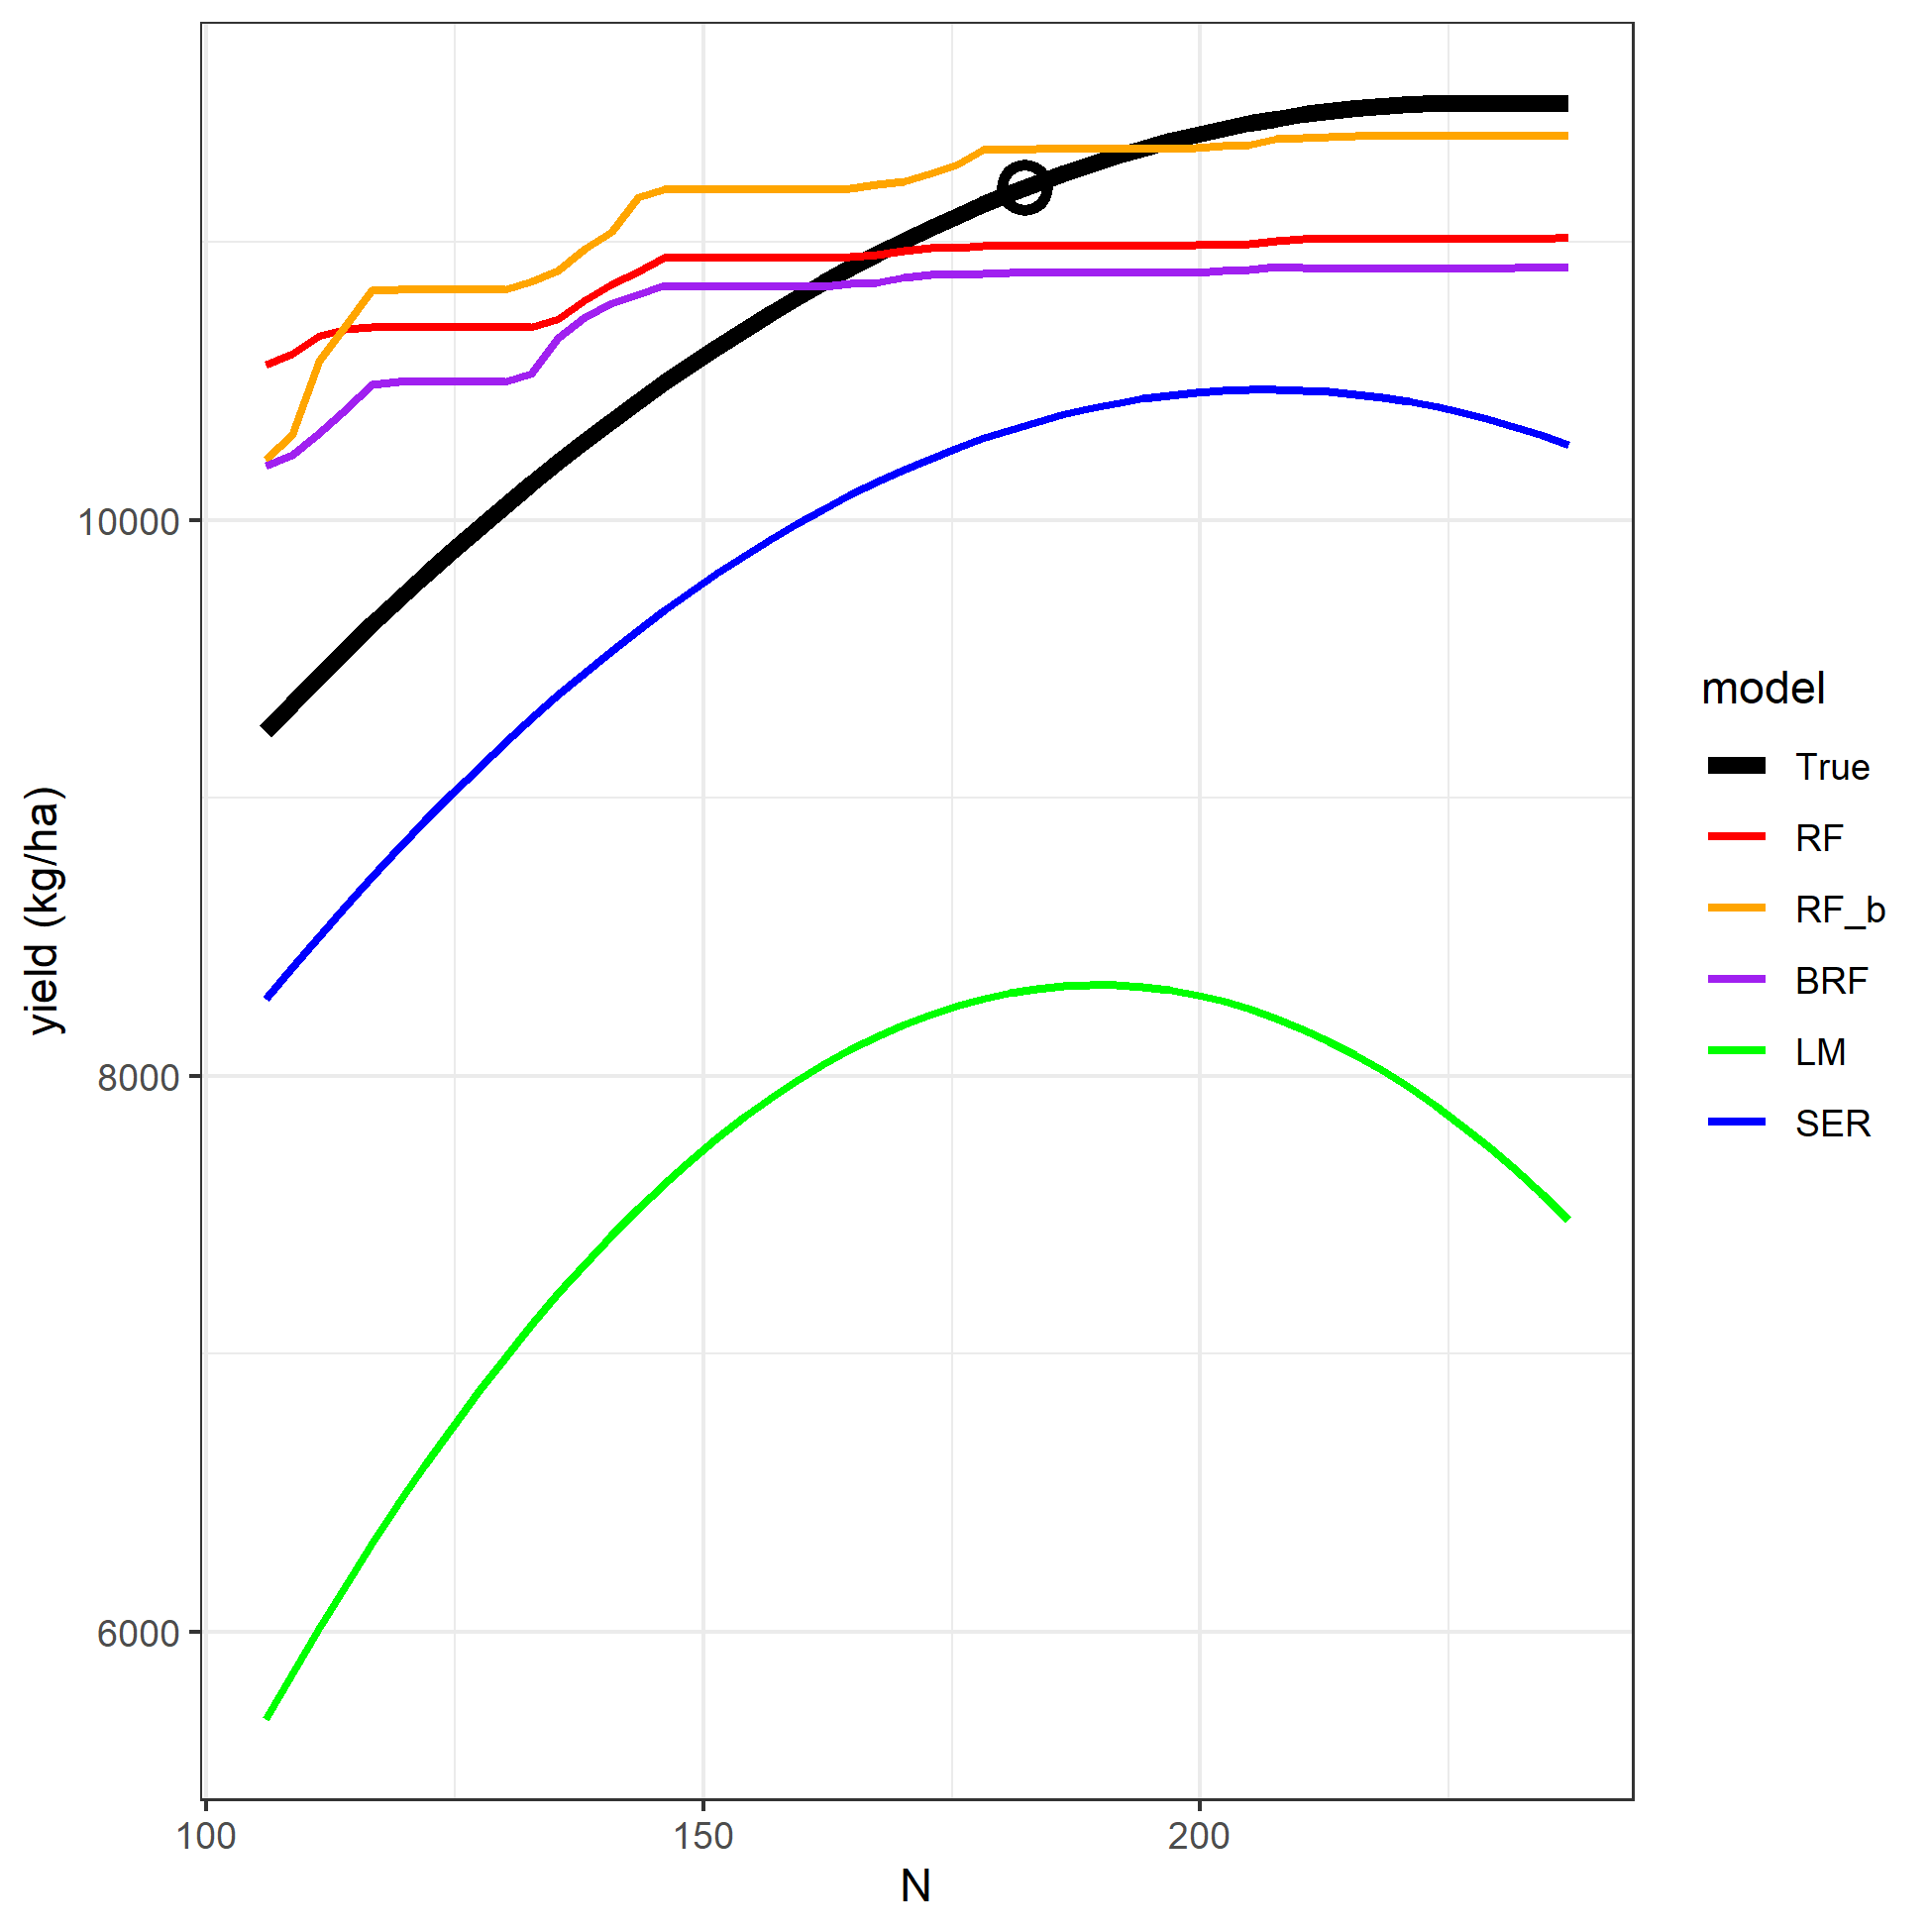 yield (kg/ha)
10000
8000
6000
100
150
200
N
model
True
RF
RF_b
BRF
LM
SER